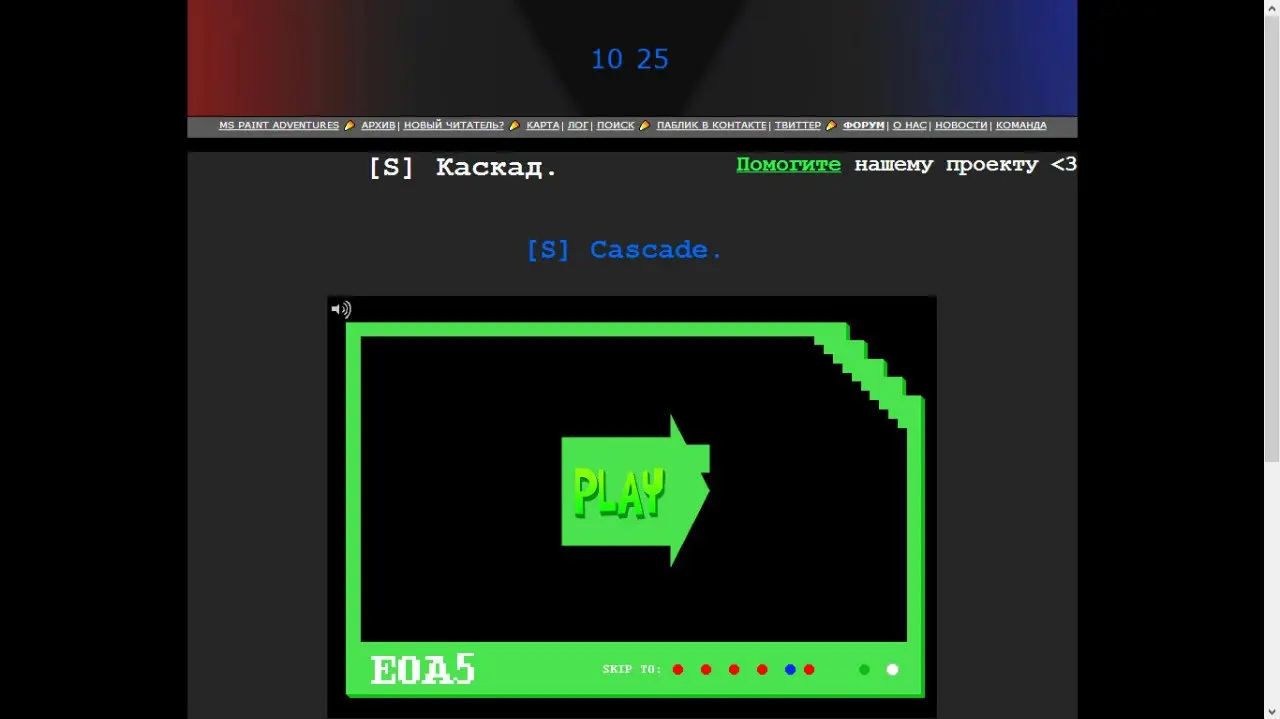 10 25
MS PAINT ADVENTURES АРХИВ | НОВЫЙ ЧИТАТЕЛЬ? КАРТА | ЛОГ | ПОИСК ПАБЛИК В КОНТАКТЕ | ТВИТТЕР ФОРУМ | О НАС | НОВОСТИ | КОМАНДА
[S] Каскад.
Помогите нашему проекту <3
[S] Cascade.
PLAY
EOA5
SKIP TO: